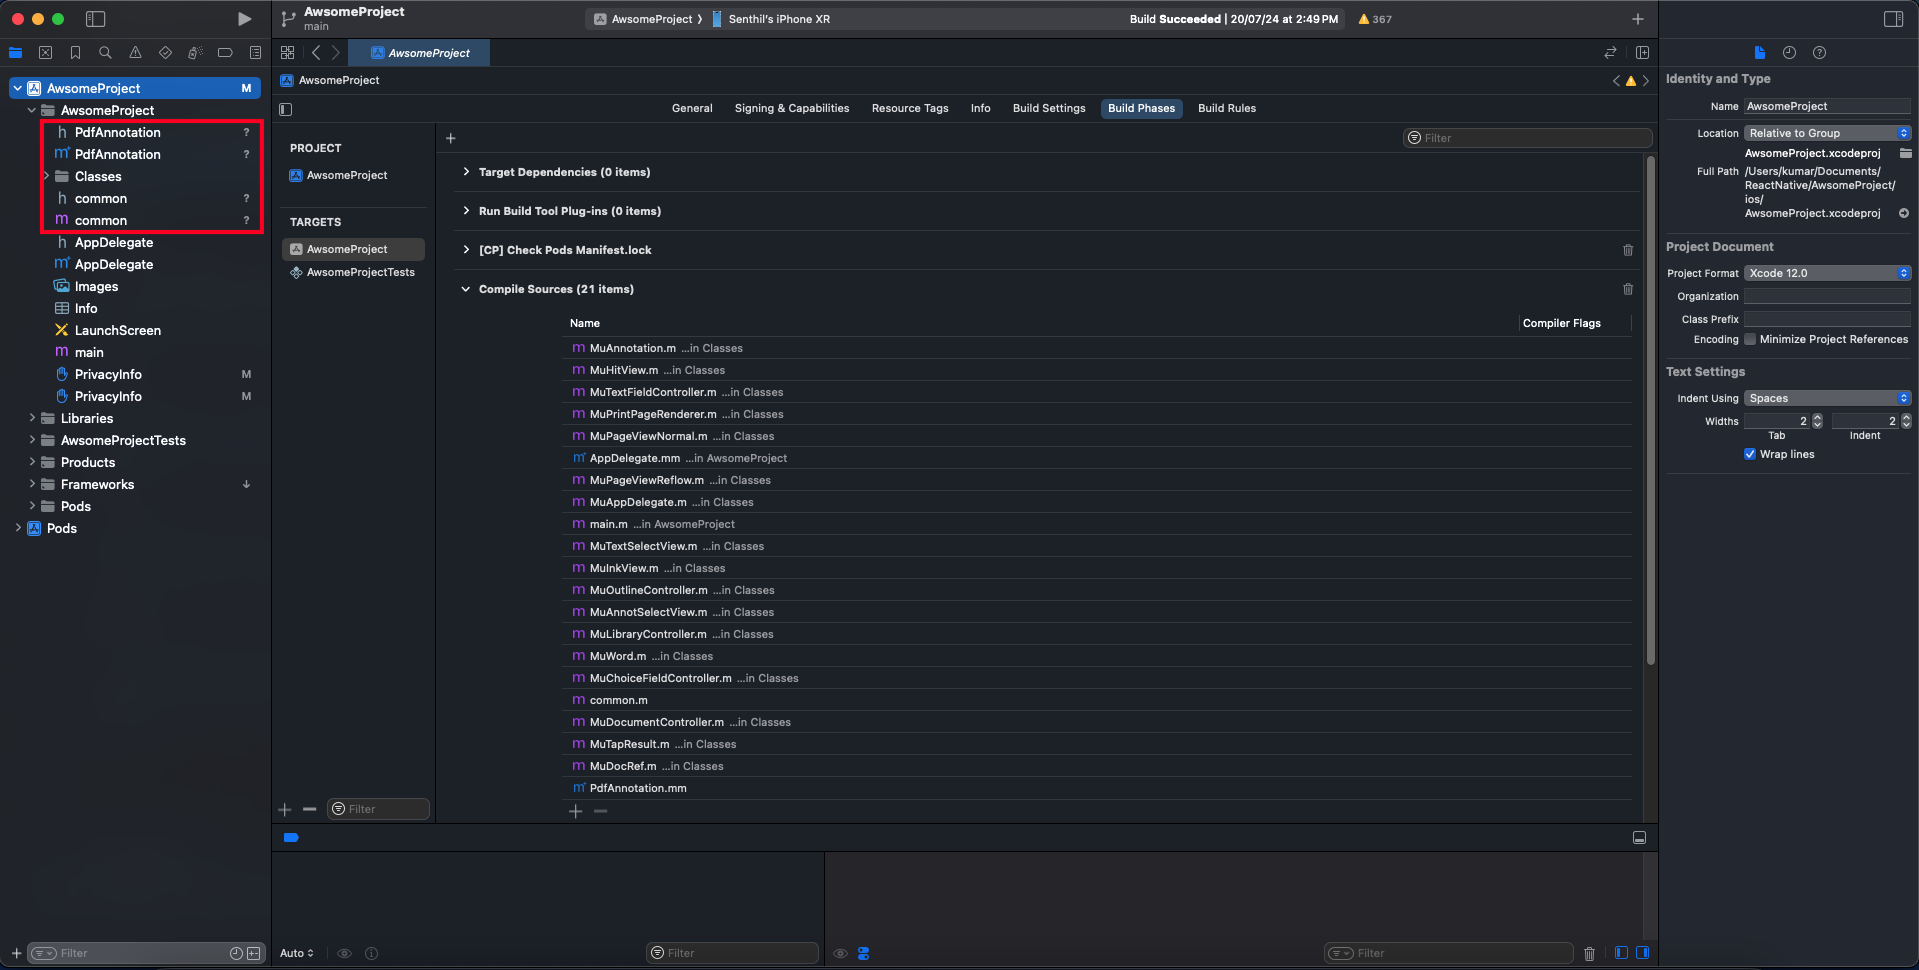 AwsomeProject
main
AwsomeProject 〉 Senthil's iPhone XR
Build Succeeded | 20/07/24 at 2:49 PM
367
AwsomeProject
AwsomeProject
AwsomeProject M
AwsomeProject
h PdfAnnotation ?
m PdfAnnotation ?
Classes
h common ?
m common ?
h AppDelegate
m AppDelegate
Images
Info
LaunchScreen
m main
PrivacyInfo M
PrivacyInfo M
Libraries
AwsomeProjectTests
Products
Frameworks
Pods
Pods
Filter
General Signing & Capabilities Resource Tags Info Build Settings Build Phases Build Rules
PROJECT
AwsomeProject
TARGETS
AwsomeProject
AwsomeProjectTests
Filter
Filter
Target Dependencies (0 items)
Run Build Tool Plug-ins (0 items)
[CP] Check Pods Manifest.lock
Compile Sources (21 items)
Name Compiler Flags
m MuAnnotation.m ...in Classes
m MuHitView.m ...in Classes
m MuTextFieldController.m ...in Classes
m MuPrintPageRenderer.m ...in Classes
m MuPageViewNormal.m ...in Classes
m AppDelegate.mm ...in AwsomeProject
m MuPageViewReflow.m ...in Classes
m MuAppDelegate.m ...in Classes
m main.m ...in AwsomeProject
m MuTextSelectView.m ...in Classes
m MuInkView.m ...in Classes
m MuOutlineController.m ...in Classes
m MuAnnotSelectView.m ...in Classes
m MuLibraryController.m ...in Classes
m MuWord.m ...in Classes
m MuChoiceFieldController.m ...in Classes
m common.m
m MuDocumentController.m ...in Classes
m MuTapResult.m ...in Classes
m MuDocRef.m ...in Classes
m PdfAnnotation.mm
Auto
Filter
Filter
Identity and Type
Name AwsomeProject
Location Relative to Group
AwsomeProject.xcodeproj
Full Path /Users/kumar/Documents/
ReactNative/AwsomeProject/
ios/
AwsomeProject.xcodeproj
Project Document
Project Format Xcode 12.0
Organization
Class Prefix
Encoding Minimize Project References
Text Settings
Indent Using Spaces
Widths 2 2
Tab Indent
Wrap lines